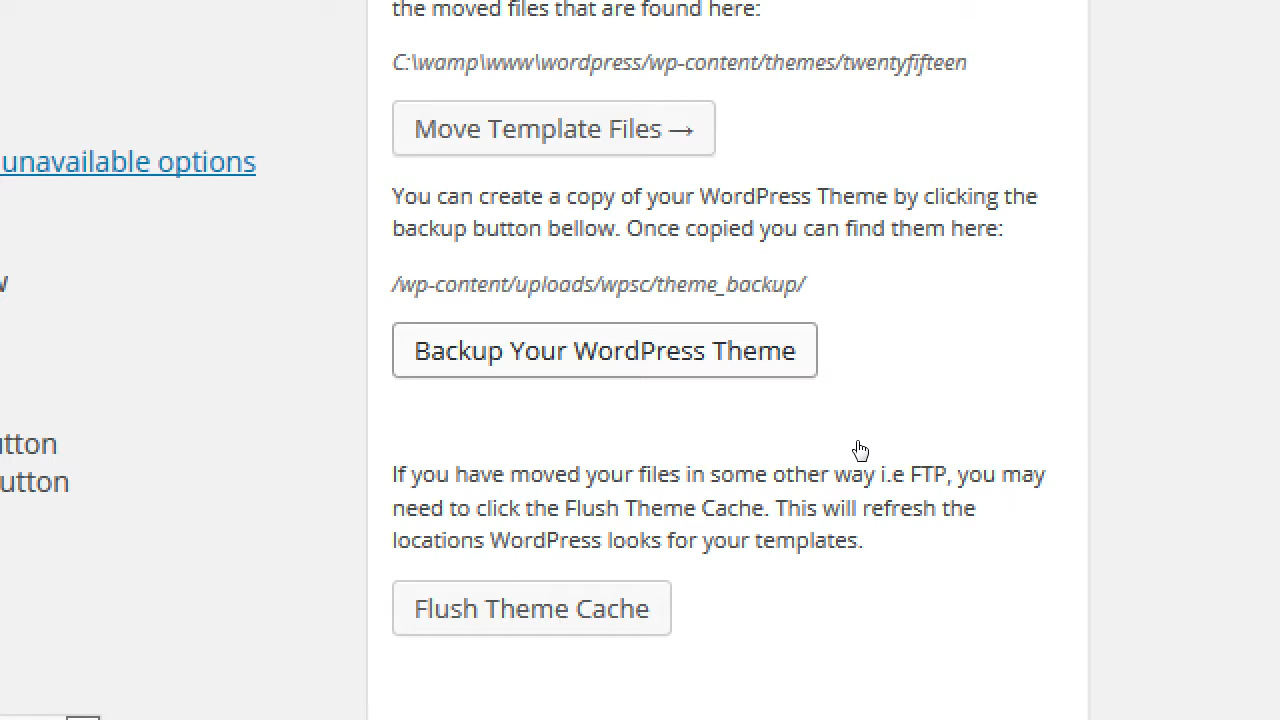 the moved files that are found here:
C:\wamp\www\wordpress/wp-content/themes/twentyfifteen
Move Template Files →
unavailable options
You can create a copy of your WordPress Theme by clicking the
backup button bellow. Once copied you can find them here:
/wp-content/uploads/wpsc/theme_backup/
Backup Your WordPress Theme
utton
utton
If you have moved your files in some other way i.e FTP, you may
need to click the Flush Theme Cache. This will refresh the
locations WordPress looks for your templates.
Flush Theme Cache